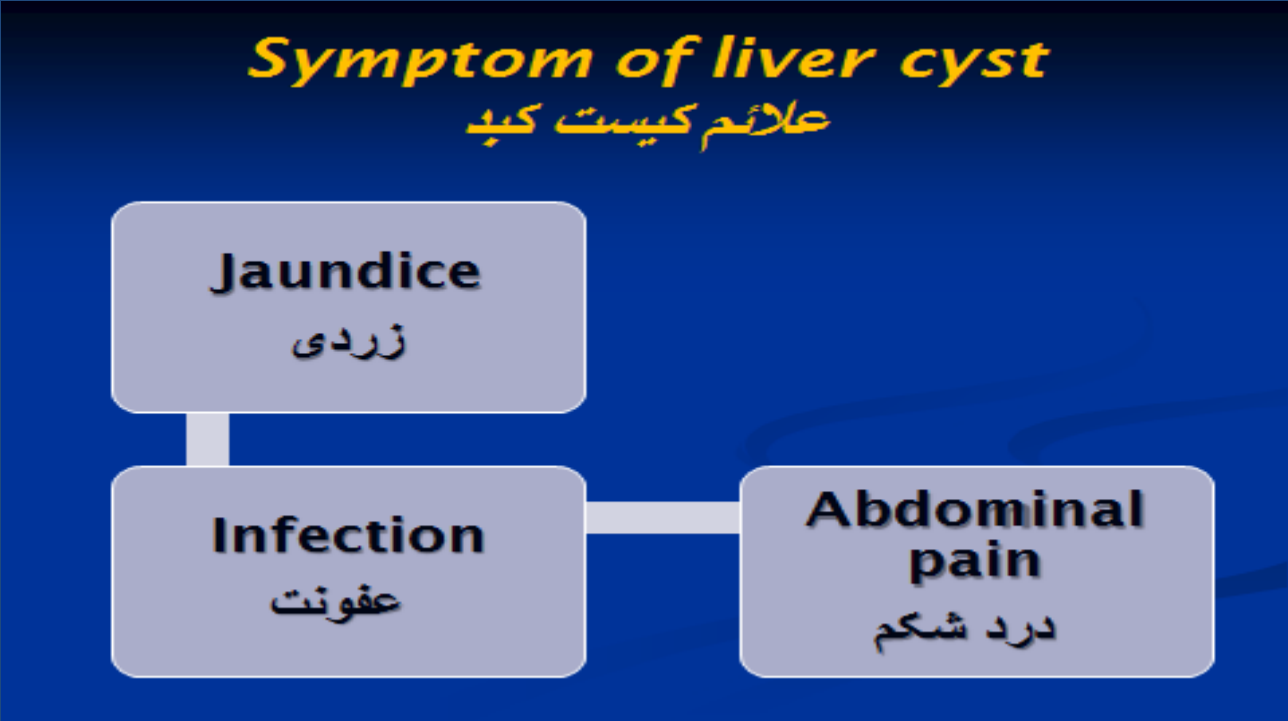 Symptom of liver cyst
علائم کیست کبد
Jaundice
زردی
Infection
عفونت
Abdominal
pain
درد شکم